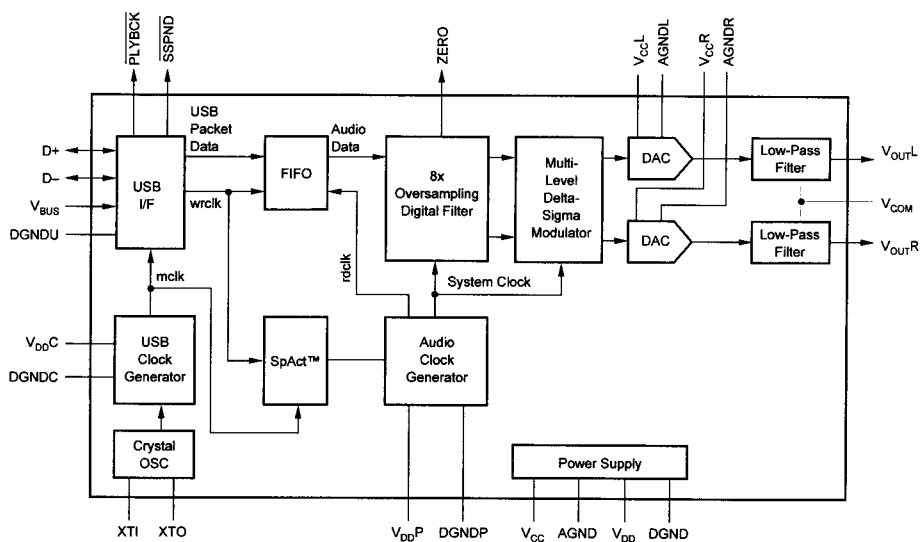 PLYBCK
SSPND
ZERO
VCCL
AGNDL
VCCR
AGNDR
USB
Packet
Data
Audio
Data
D+
D–
VBUS
DGNDU
USB
I/F
FIFO
wrclk
8x
Oversampling
Digital Filter
Multi-
Level
Delta-
Sigma
Modulator
DAC
DAC
Low-Pass
Filter
Low-Pass
Filter
VOUTL
VCOM
VOUTR
mclk
rdclk
System Clock
VDDC
DGNDC
USB
Clock
Generator
SpAct™
Audio
Clock
Generator
Crystal
OSC
Power Supply
XTI
XTO
VDDP
DGNDP
VCC
AGND
VDD
DGND